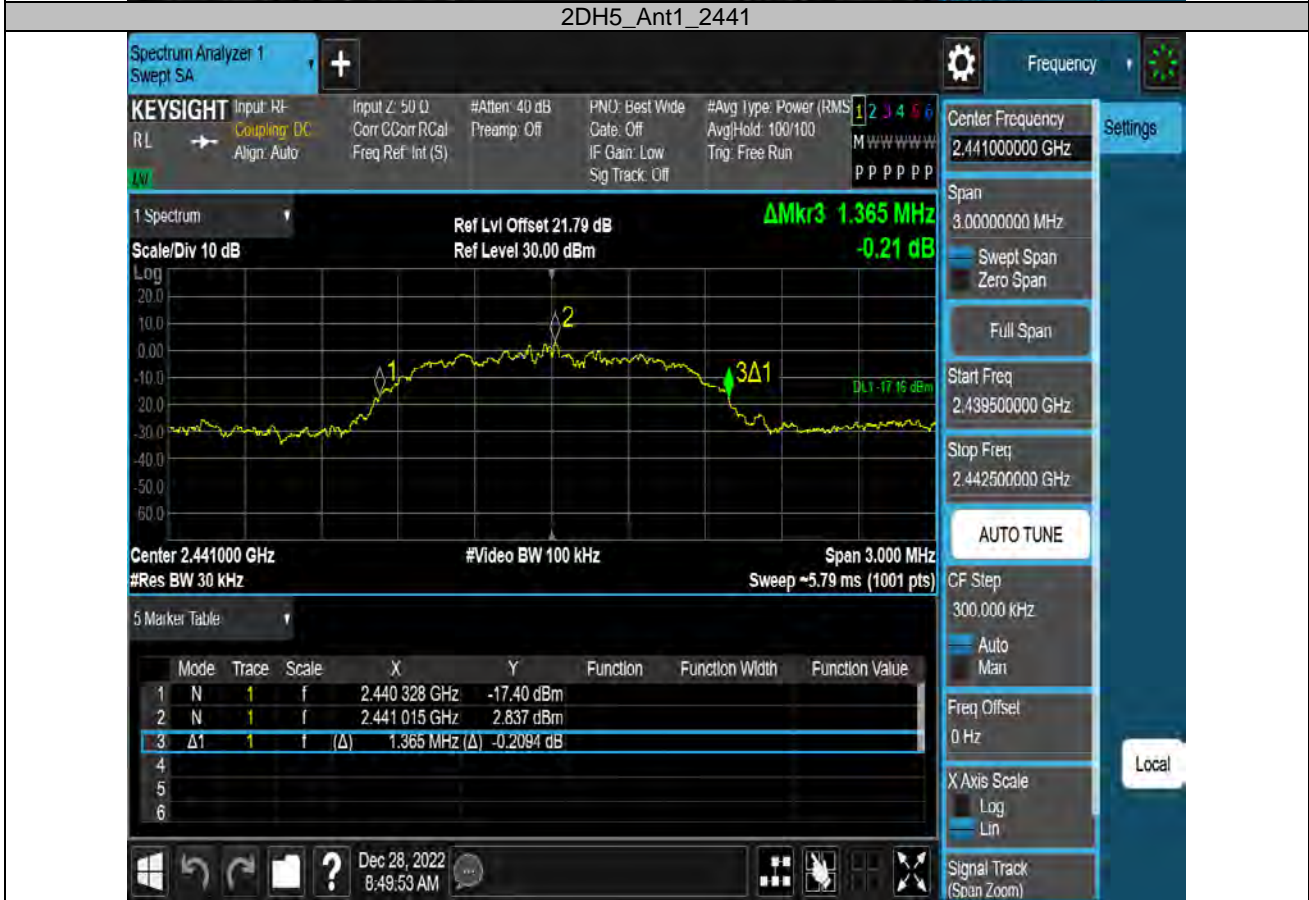 2DH5_Ant1_2441
Spectrum Analyzer 1
Swept SA
+
Frequency
KEYSIGHT
RL
Input: RF
Coupling: DC
Align: Auto
Input Z: 50 Ω
Corr CCorr RCal
Freq Ref: Int (S)
#Atten: 40 dB
Preamp: Off
PNO: Best Wide
Gate: Off
IF Gain: Low
Sig Track: Off
#Avg Type: Power (RMS
Avg|Hold: 100/100
Trig: Free Run
1 2 3 4 5 6
M W W W W W
P P P P P P
1 Spectrum
Scale/Div 10 dB
Ref Lvl Offset 21.79 dB
Ref Level 30.00 dBm
ΔMkr3 1.365 MHz
-0.21 dB
Log
20.0
10.0
0.00
-10.0
-20.0
-30.0
-40.0
-50.0
-60.0
1
2
3Δ1
DL1 -17.16 dBm
Center 2.441000 GHz
#Video BW 100 kHz
Span 3.000 MHz
#Res BW 30 kHz
Sweep ~5.79 ms (1001 pts)
5 Marker Table
Mode Trace Scale X Y Function Function Width Function Value
1 N 1 f 2.440 328 GHz -17.40 dBm
2 N 1 f 2.441 015 GHz 2.837 dBm
3 Δ1 1 f (Δ) 1.365 MHz (Δ) -0.2094 dB
4
5
6
?
Dec 28, 2022
8:49:53 AM
Center Frequency
2.441000000 GHz
Settings
Span
3.00000000 MHz
Swept Span
Zero Span
Full Span
Start Freq
2.439500000 GHz
Stop Freq
2.442500000 GHz
AUTO TUNE
CF Step
300.000 kHz
Auto
Man
Freq Offset
0 Hz
Local
X Axis Scale
Log
Lin
Signal Track
(Span Zoom)